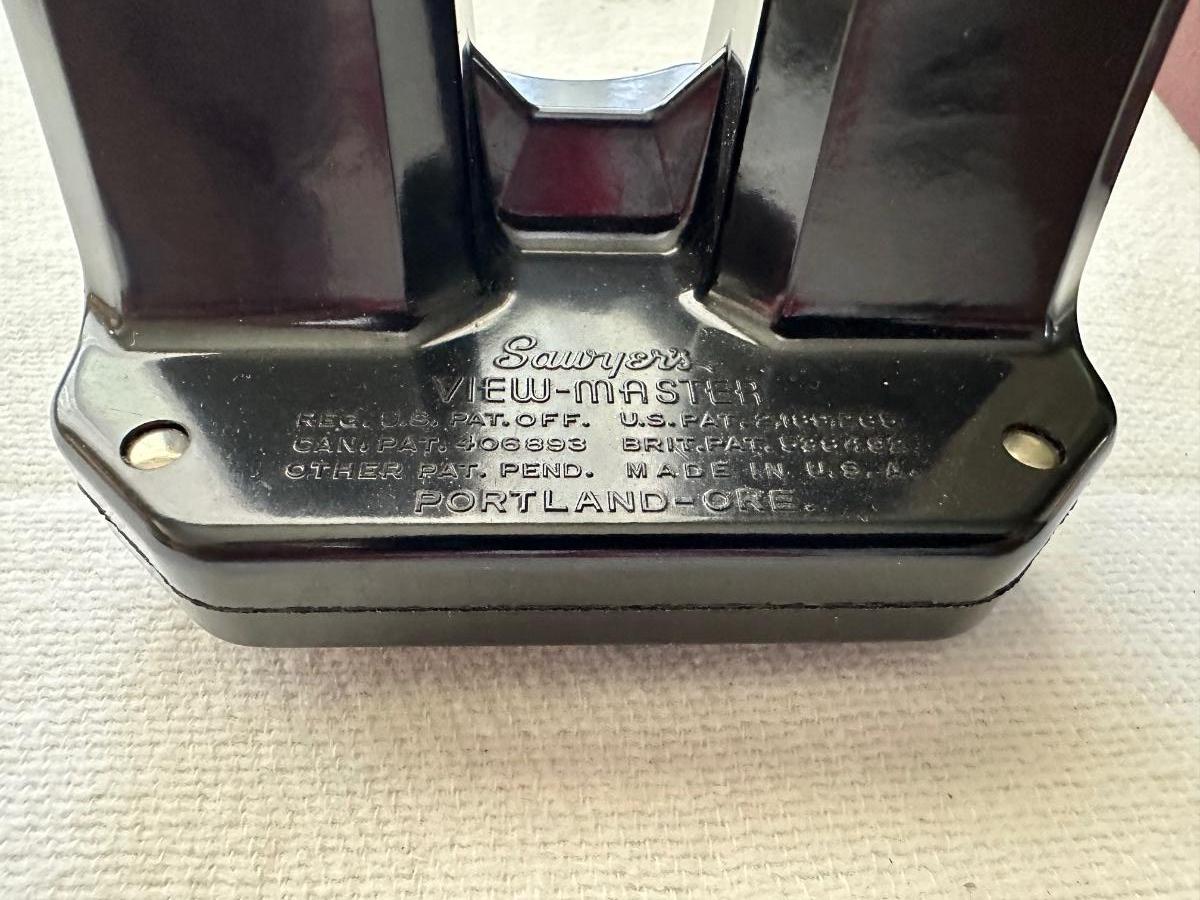 Sawyer's
VIEW-MASTER
REG. U.S. PAT. OFF. U.S. PAT.
CAN. PAT. 406893 BRIT. PAT.
OTHER PAT. PEND. MADE IN U.S.A.
PORTLAND-ORE.